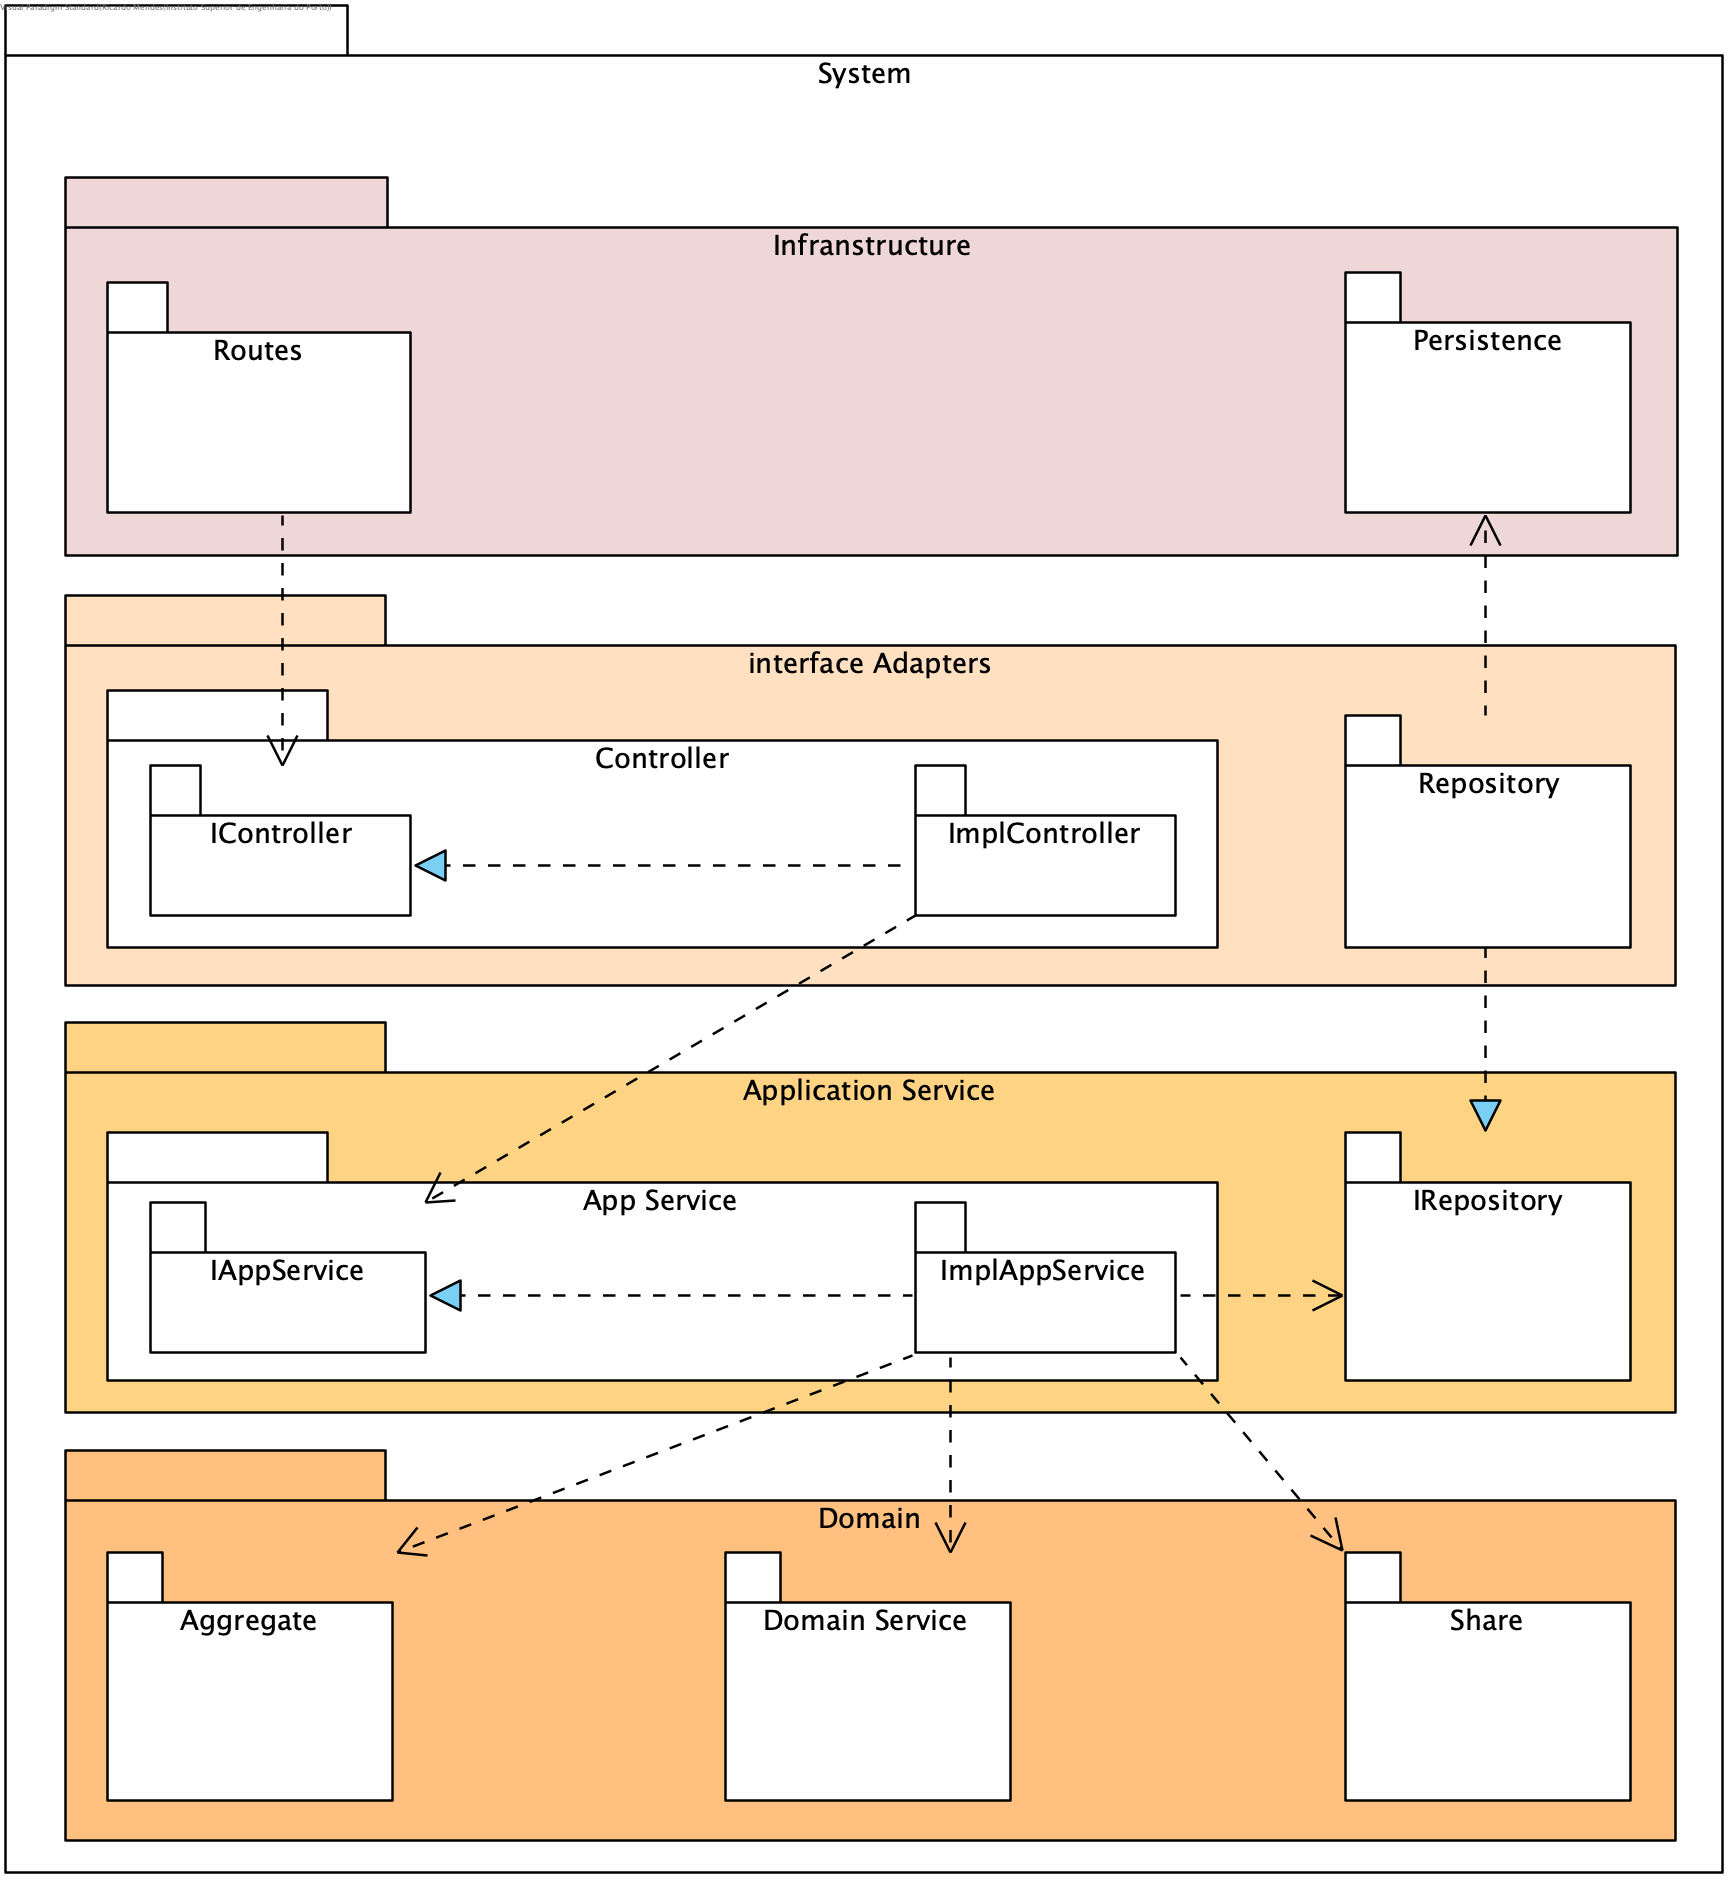 Visual Paradigm Standard(Ricardo Mendes(Instituto Superior de Engenharia do Porto))
System
Infranstructure
Routes
Persistence
interface Adapters
Controller
Repository
IController
ImplController
Application Service
App Service
IRepository
IAppService
ImplAppService
Domain
Aggregate
Domain Service
Share